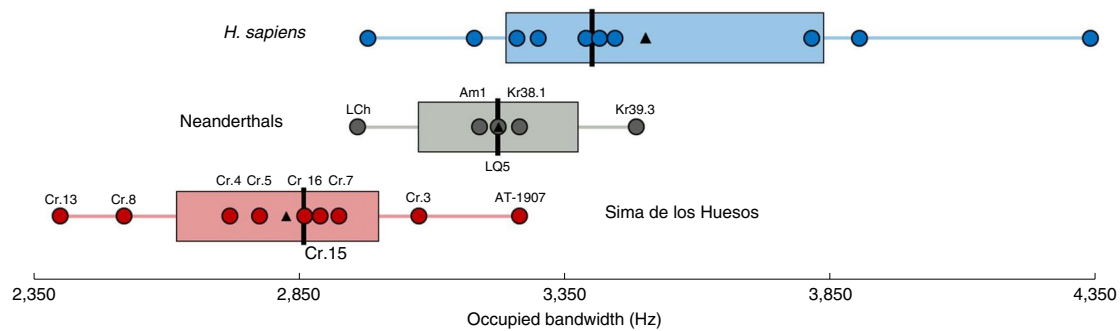 H. sapiens
Am1 Kr38.1
LCh Kr39.3
Neanderthals
LQ5
Cr.4 Cr.5 Cr 16 Cr.7
Cr.13 Cr.8 Cr.3 AT-1907
Sima de los Huesos
Cr.15
2,350 2,850 3,350 3,850 4,350
Occupied bandwidth (Hz)